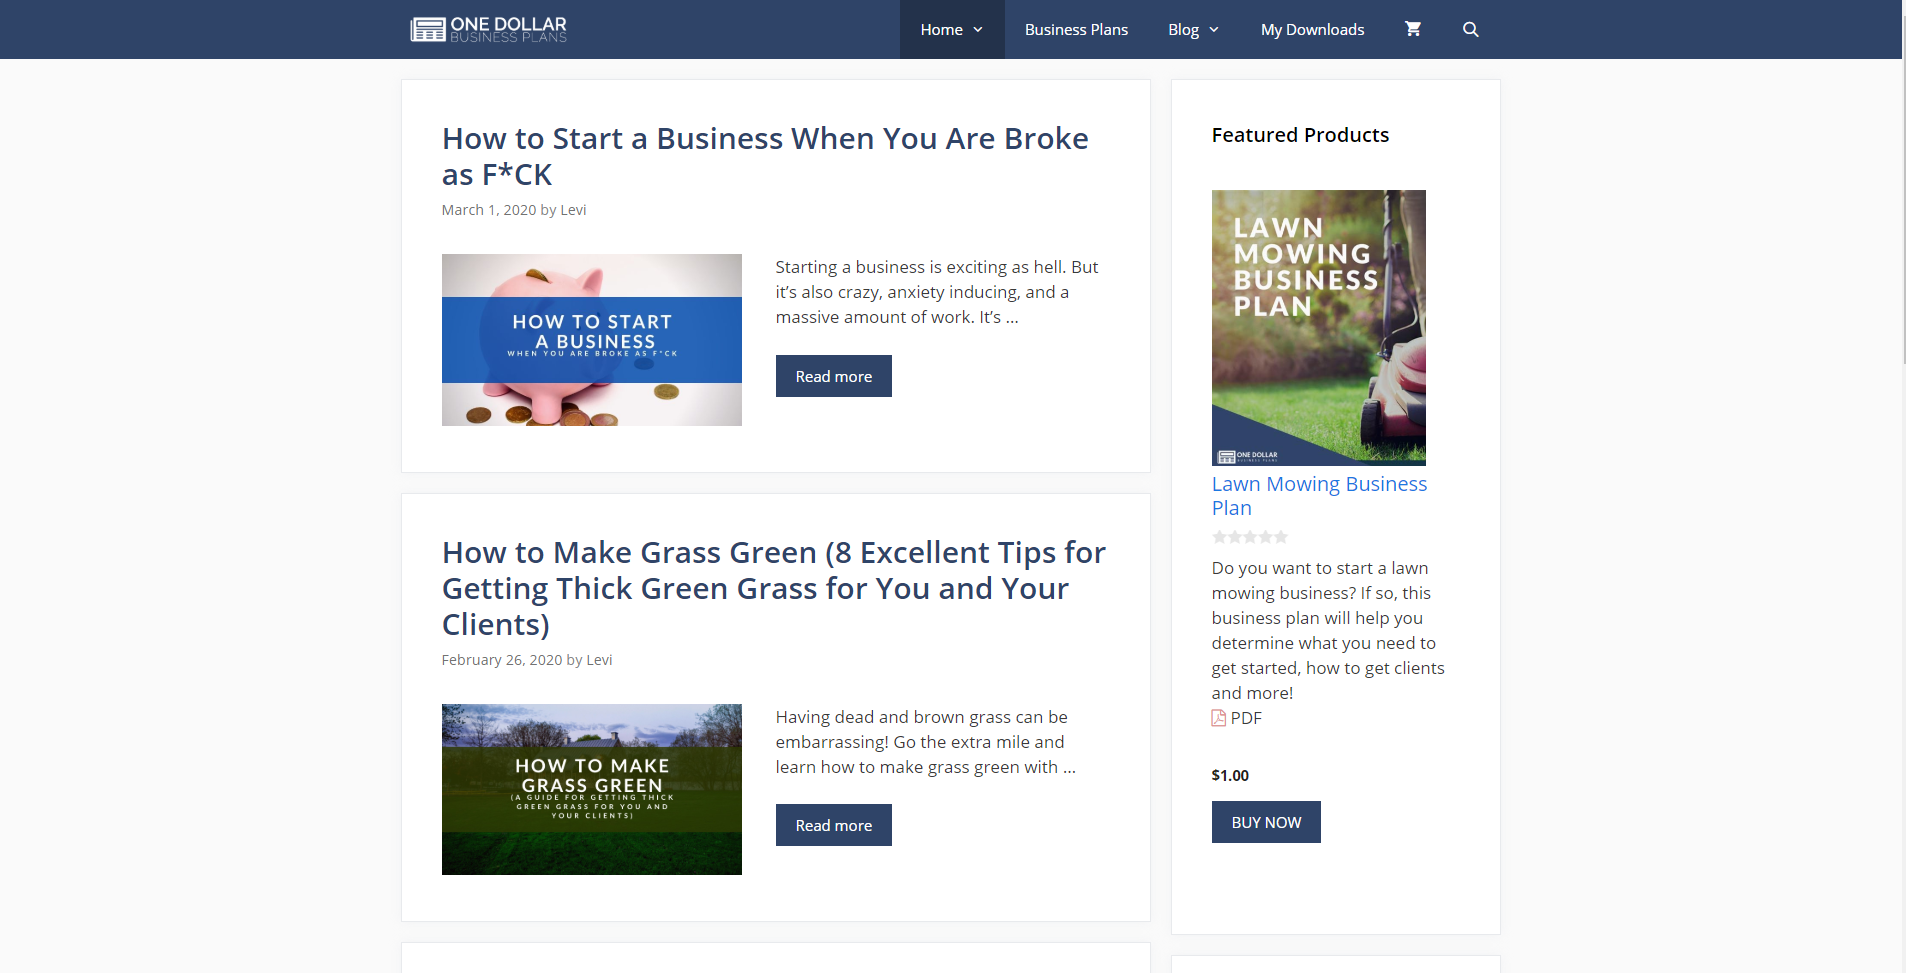 ONE DOLLAR
BUSINESS PLANS
Home
Business Plans
Blog
My Downloads
How to Start a Business When You Are Broke
as F*CK
March 1, 2020 by Levi
HOW TO START
A BUSINESS
WHEN YOU ARE BROKE AS F*CK
Starting a business is exciting as hell. But
it’s also crazy, anxiety inducing, and a
massive amount of work. It’s ...
Read more
How to Make Grass Green (8 Excellent Tips for
Getting Thick Green Grass for You and Your
Clients)
February 26, 2020 by Levi
HOW TO MAKE
GRASS GREEN
(A GUIDE FOR GETTING THICK
GREEN GRASS FOR YOU AND
YOUR CLIENTS)
Having dead and brown grass can be
embarrassing! Go the extra mile and
learn how to make grass green with ...
Read more
Featured Products
LAWN
MOWING
BUSINESS
PLAN
ONE DOLLAR
BUSINESS PLANS
Lawn Mowing Business
Plan
Do you want to start a lawn
mowing business? If so, this
business plan will help you
determine what you need to
get started, how to get clients
and more!
PDF
$1.00
BUY NOW